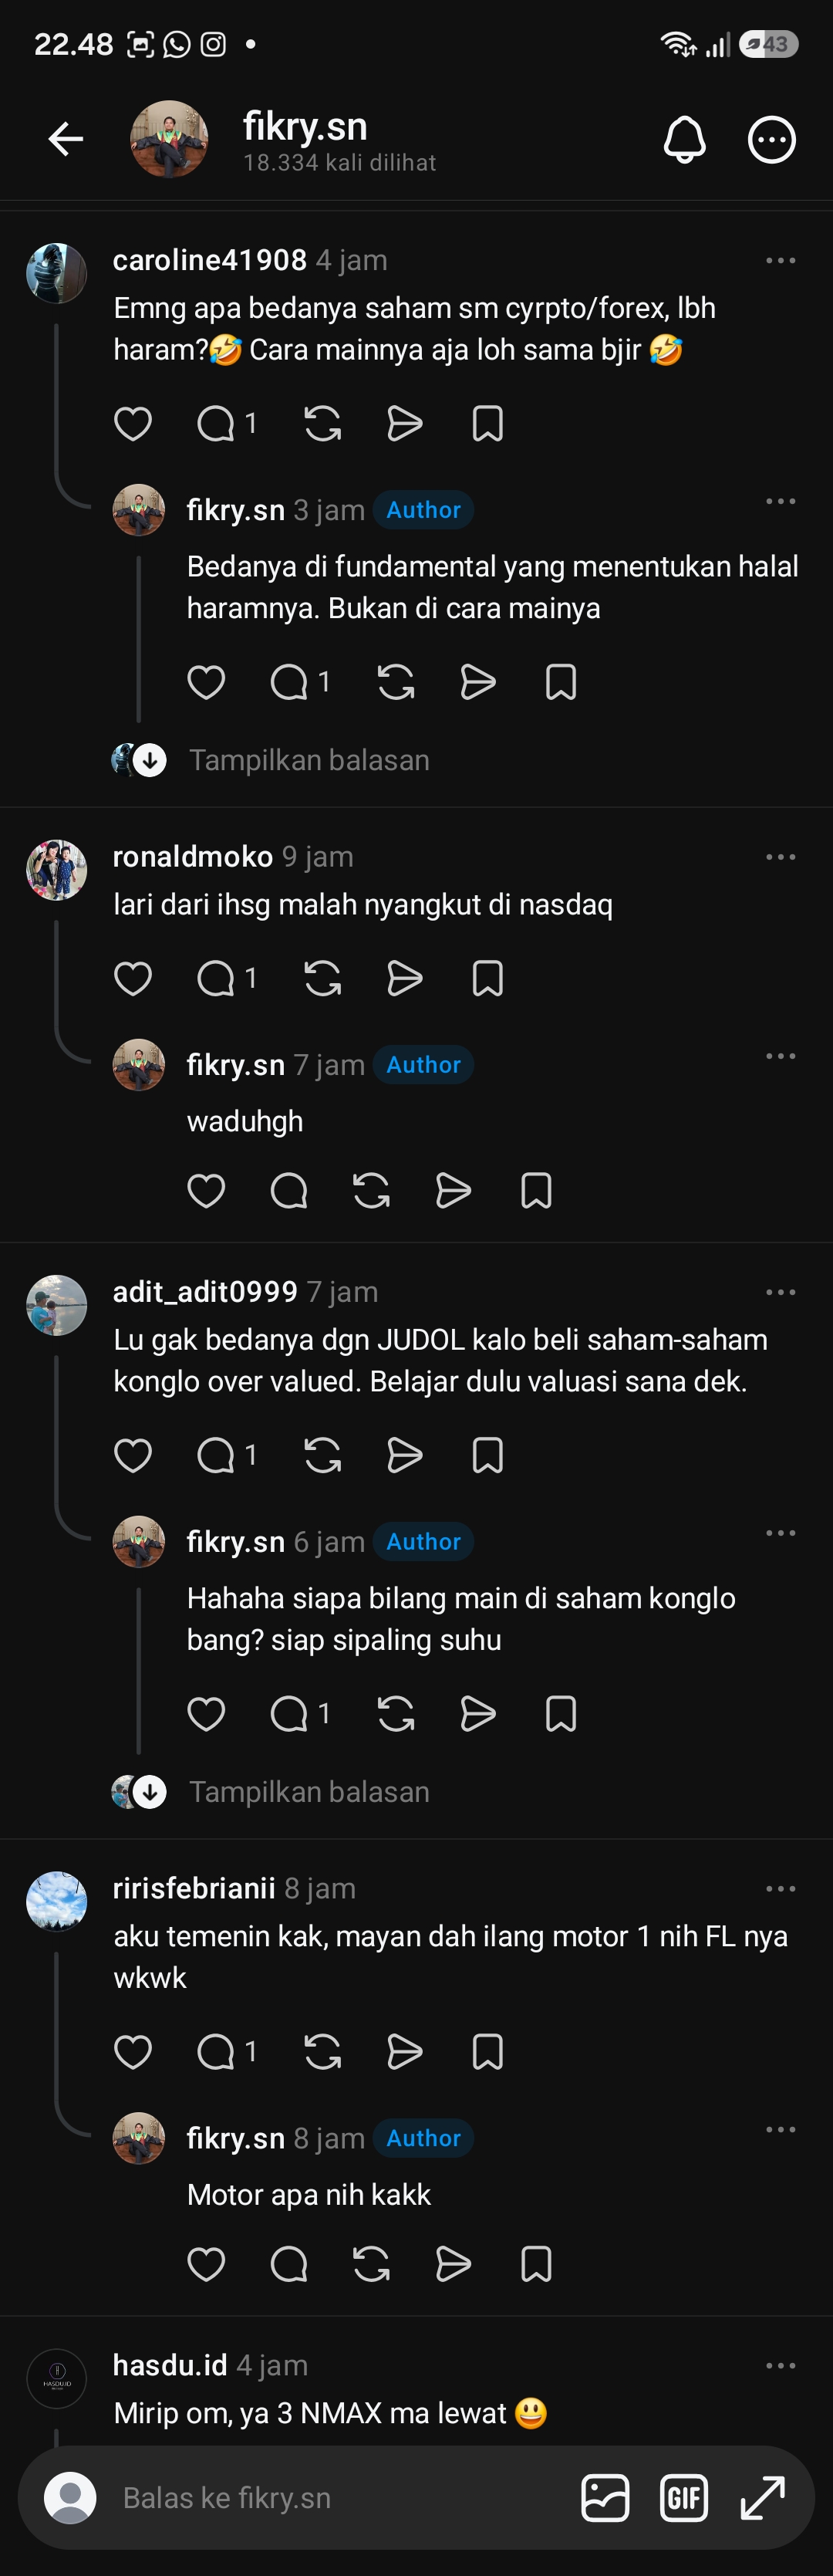 22.48
43
fikry.sn
18.334 kali dilihat
caroline41908 4 jam
Emng apa bedanya saham sm cyrpto/forex, lbh
haram?🤣 Cara mainnya aja loh sama bjir 🤣
1
fikry.sn 3 jam Author
Bedanya di fundamental yang menentukan halal
haramnya. Bukan di cara mainya
1
Tampilkan balasan
ronaldmoko 9 jam
lari dari ihsg malah nyangkut di nasdaq
1
fikry.sn 7 jam Author
waduhgh
adit_adit0999 7 jam
Lu gak bedanya dgn JUDOL kalo beli saham-saham
konglo over valued. Belajar dulu valuasi sana dek.
1
fikry.sn 6 jam Author
Hahaha siapa bilang main di saham konglo
bang? siap sipaling suhu
1
Tampilkan balasan
ririsfebrianii 8 jam
aku temenin kak, mayan dah ilang motor 1 nih FL nya
wkwk
1
fikry.sn 8 jam Author
Motor apa nih kakk
hasdu.id 4 jam
HASDU.ID
Mirip om, ya 3 NMAX ma lewat 😃
Balas ke fikry.sn
GIF